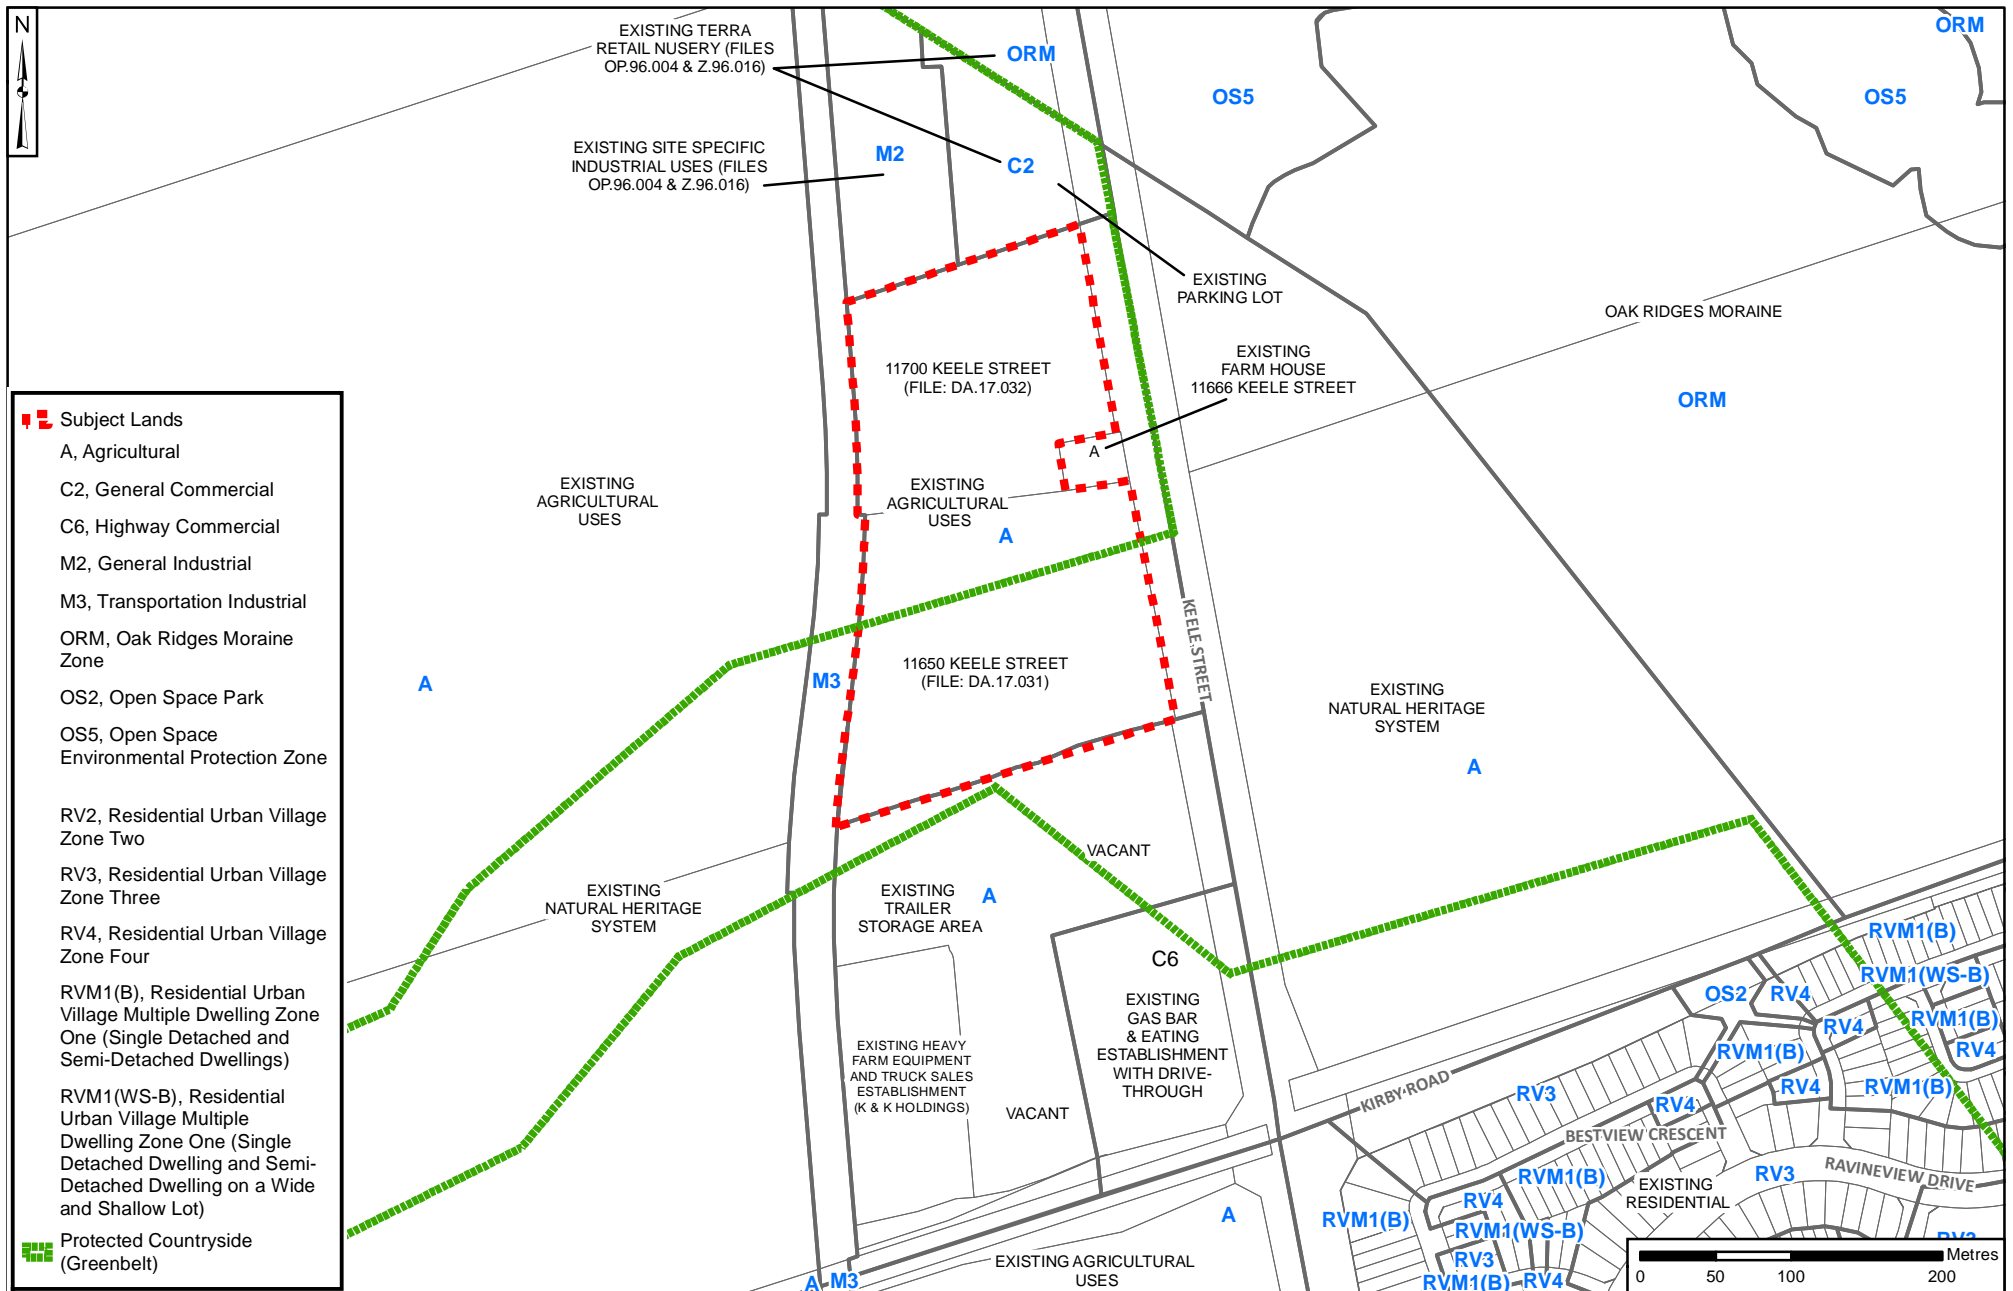 N
EXISTING TERRA
RETAIL NUSERY (FILES
OP.96.004 & Z.96.016)
ORM
ORM
OS5
OS5
EXISTING SITE SPECIFIC
INDUSTRIAL USES (FILES
OP.96.004 & Z.96.016)
M2
C2
EXISTING
PARKING LOT
OAK RIDGES MORAINE
11700 KEELE STREET
(FILE: DA.17.032)
EXISTING
FARM HOUSE
11666 KEELE STREET
ORM
A
EXISTING
AGRICULTURAL
USES
EXISTING
AGRICULTURAL
USES
A
KEELE STREET
11650 KEELE STREET
(FILE: DA.17.031)
M3
A
EXISTING
NATURAL HERITAGE
SYSTEM
A
VACANT
EXISTING
NATURAL HERITAGE
SYSTEM
EXISTING
TRAILER
STORAGE AREA
A
C6
EXISTING
GAS BAR
& EATING
ESTABLISHMENT
WITH DRIVE-
THROUGH
EXISTING HEAVY
FARM EQUIPMENT
AND TRUCK SALES
ESTABLISHMENT
(K & K HOLDINGS)
VACANT
RVM1(B)
RVM1(WS-B)
OS2
RV4
RVM1(B)
RV4
RVM1(B)
RV4
RV4
RVM1(B)
KIRBY ROAD
RV3
RV4
BESTVIEW CRESCENT
RAVINEVIEW DRIVE
RV3
RVM1(B)
EXISTING
RESIDENTIAL
RV4
RVM1(B)
RVM1(WS-B)
RV3
RVM1(B)
RV4
RV3
A
EXISTING AGRICULTURAL
USES
A
M3
Subject Lands
A, Agricultural
C2, General Commercial
C6, Highway Commercial
M2, General Industrial
M3, Transportation Industrial
ORM, Oak Ridges Moraine
Zone
OS2, Open Space Park
OS5, Open Space
Environmental Protection Zone
RV2, Residential Urban Village
Zone Two
RV3, Residential Urban Village
Zone Three
RV4, Residential Urban Village
Zone Four
RVM1(B), Residential Urban
Village Multiple Dwelling Zone
One (Single Detached and
Semi-Detached Dwellings)
RVM1(WS-B), Residential
Urban Village Multiple
Dwelling Zone One (Single
Detached Dwelling and Semi-
Detached Dwelling on a Wide
and Shallow Lot)
Protected Countryside
(Greenbelt)
Metres
0 50 100 200